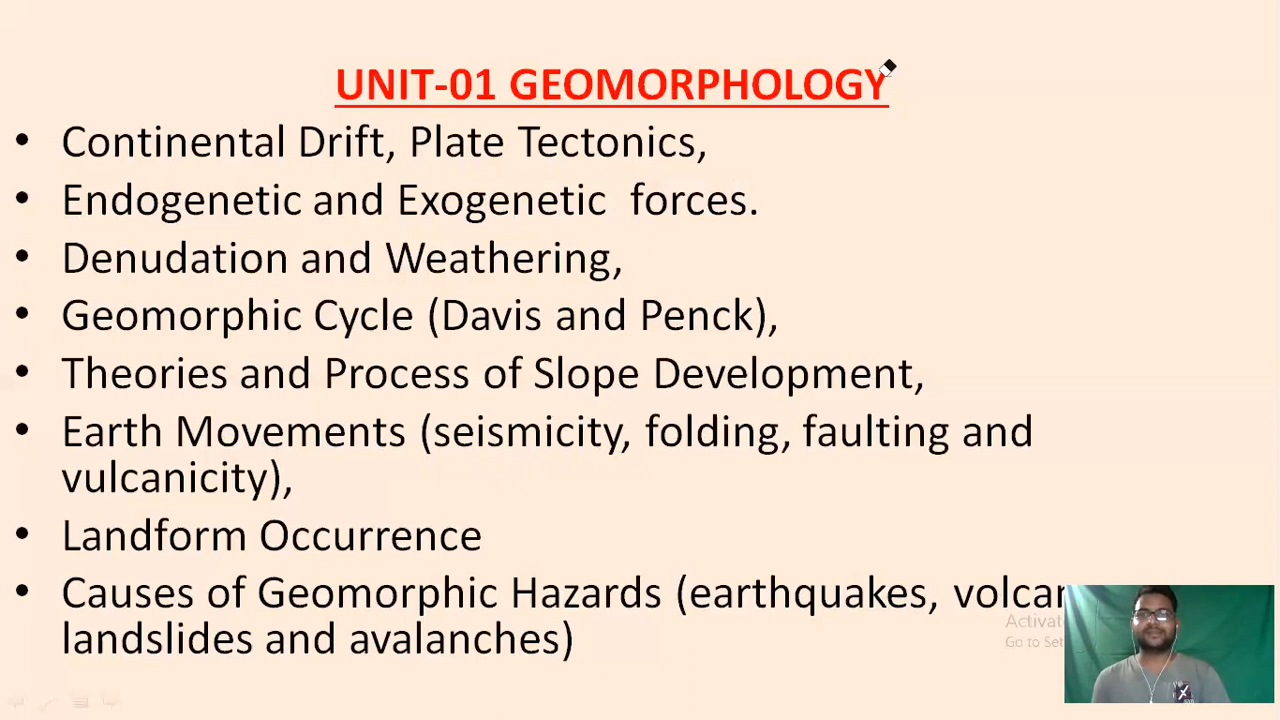 UNIT-01 GEOMORPHOLOGY
• Continental Drift, Plate Tectonics,
• Endogenetic and Exogenetic forces.
• Denudation and Weathering,
• Geomorphic Cycle (Davis and Penck),
• Theories and Process of Slope Development,
• Earth Movements (seismicity, folding, faulting and
vulcanicity),
• Landform Occurrence
• Causes of Geomorphic Hazards (earthquakes,
landslides and avalanches)
Go to